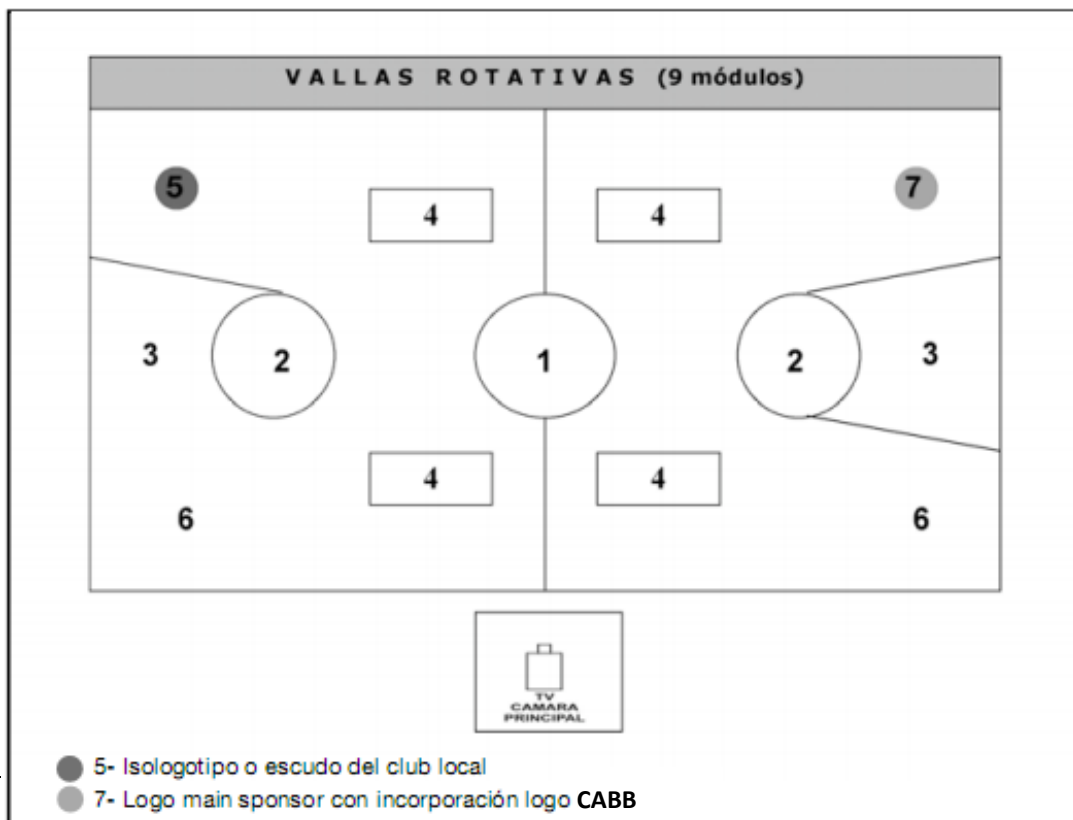 VALLAS ROTATIVAS (9 módulos)
5
7
4
4
3
2
1
2
3
4
4
6
6
TV
CAMARA
PRINCIPAL
5- Isologotipo o escudo del club local
7- Logo main sponsor con incorporación logo CABB